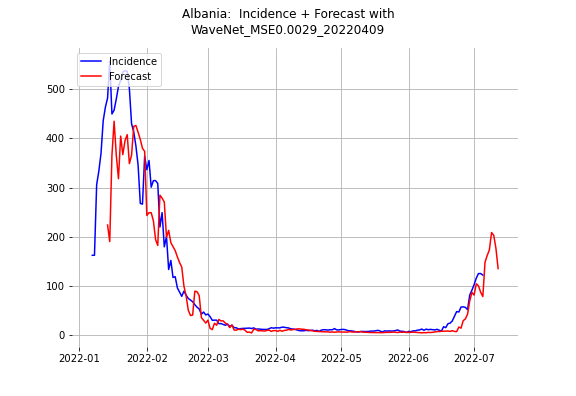 Albania:  Incidence + Forecast with
WaveNet_MSE0.0029_20220409
Incidence
Forecast
500
400
300
200
100
0
2022-01 2022-02 2022-03 2022-04 2022-05 2022-06 2022-07